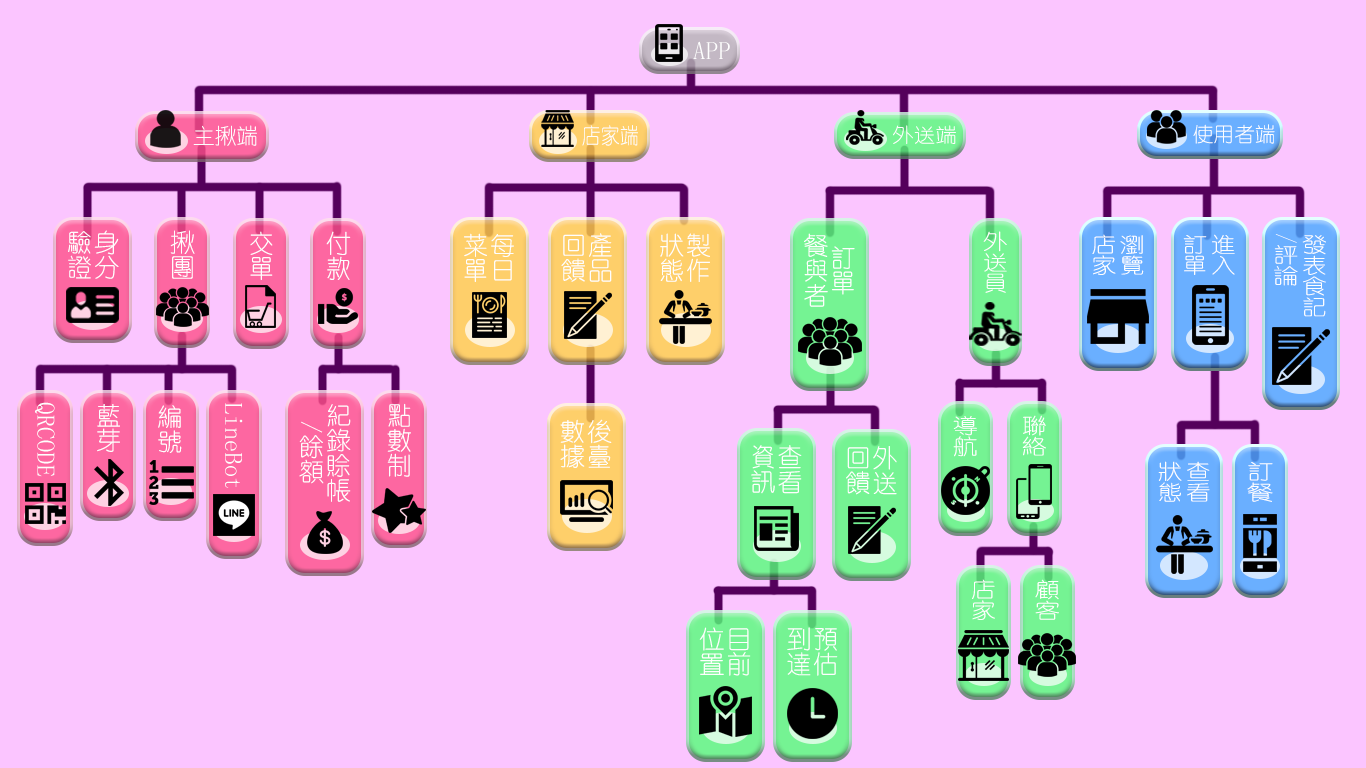 APP
主揪端
店家端
外送端
使用者端
身分
驗證
揪團
交單
付款
每日
菜單
產品
回饋
製作
狀態
訂單
參與者
外送員
瀏覽
店家
進入
訂單
發表食記
/評論
QRCODE
藍芽
編號
LineBot
紀錄賒帳
/餘額
點數制
後臺
數據
查看
資訊
外送
回饋
導航
聯絡
查看
狀態
訂餐
店家
顧客
目前
位置
預估
到達
1
2
3
LINE
$
$